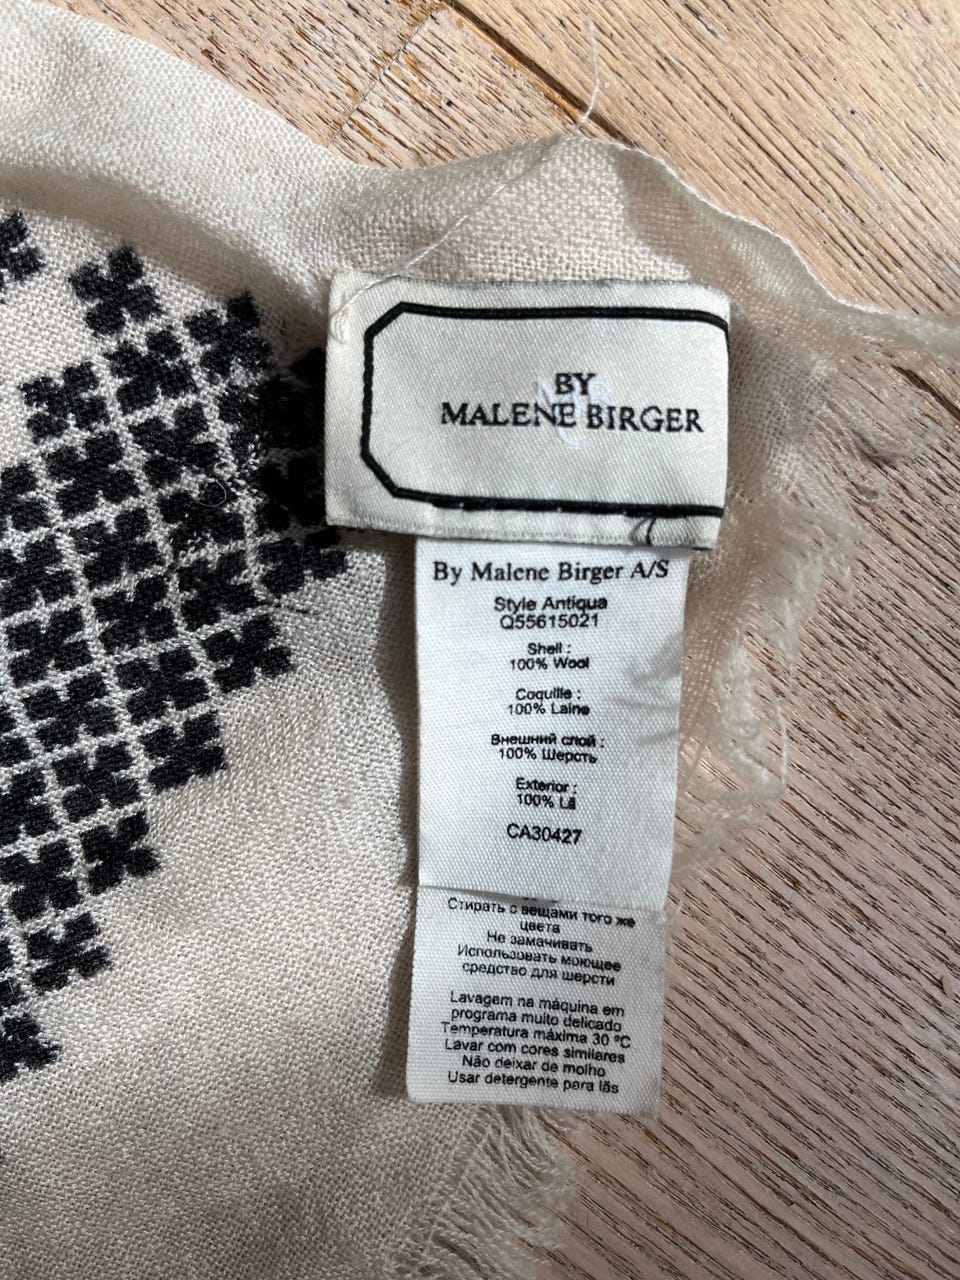 BY
MALENE BIRGER
By Malene Birger A/S
Style Antiqua
Q55615021
Shell :
100% Wool
Coquille :
100% Laine
Внешний слой :
100% Шерсть
Exterior :
100% Lã
CA30427
Стирать с вещами того же
цвета
Не замачивать
Использовать моющее
средство для шерсти
Lavagem na máquina em
programa muito delicado
Temperatura máxima 30 ºC
Lavar com cores similares
Não deixar de molho
Usar detergente para lãs